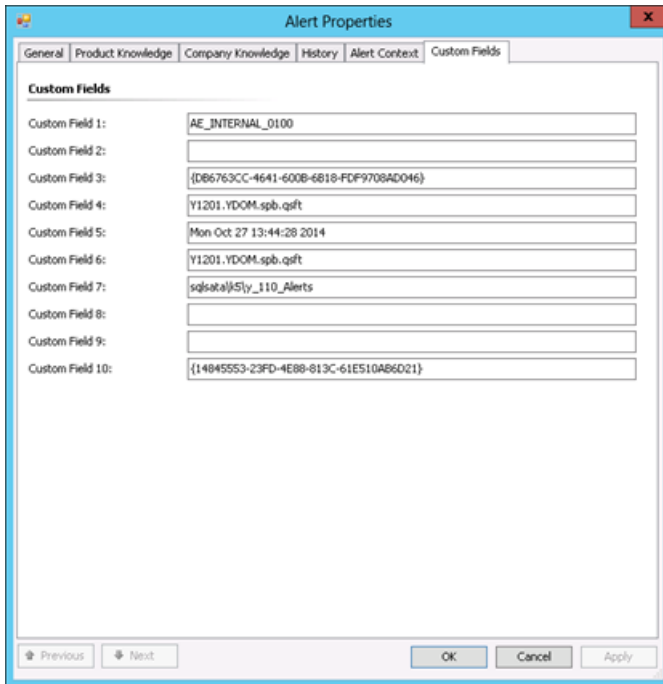 Alert Properties
x
General Product Knowledge Company Knowledge History Alert Context Custom Fields
Custom Fields
Custom Field 1: AE_INTERNAL_0100
Custom Field 2:
Custom Field 3: {DB6763CC-4641-600B-6818-FDF9708AD046}
Custom Field 4: Y1201.YDOM.spb.qsft
Custom Field 5: Mon Oct 27 13:44:28 2014
Custom Field 6: Y1201.YDOM.spb.qsft
Custom Field 7: sqlsata\k5\y_110_Alerts
Custom Field 8:
Custom Field 9:
Custom Field 10: {14845553-23FD-4E88-813C-61E510AB6D21}
Previous Next OK Cancel Apply